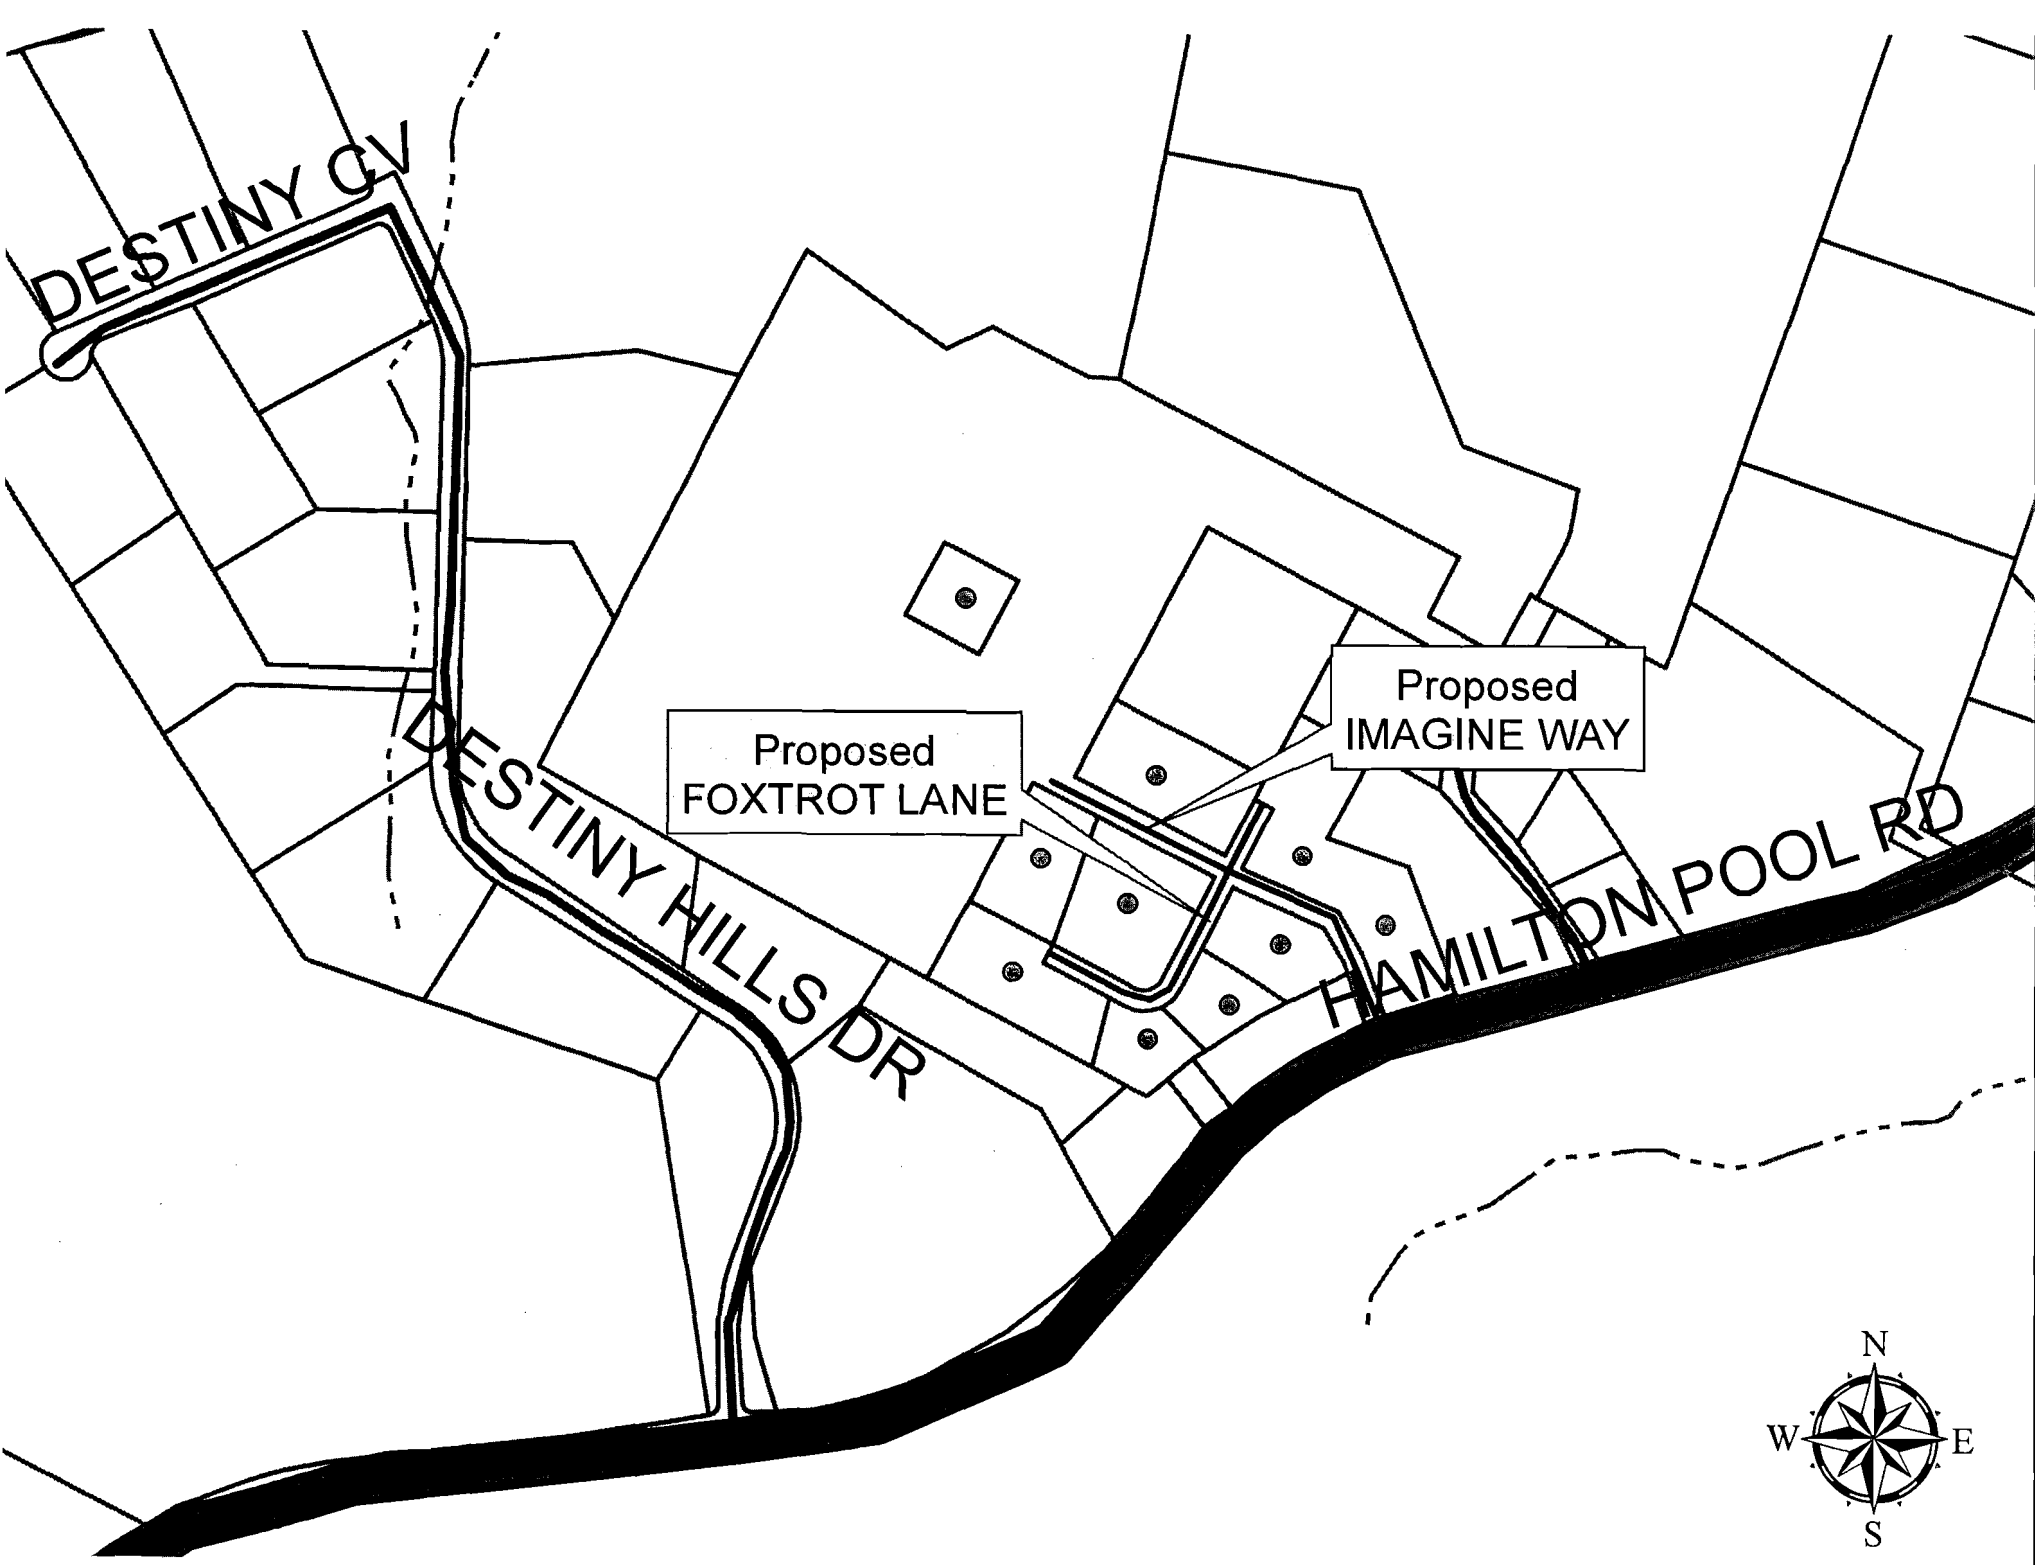 DESTINY CV
Proposed
IMAGINE WAY
Proposed
FOXTROT LANE
DESTINY HILLS DR
HAMILTON POOL RD
N
W E
S